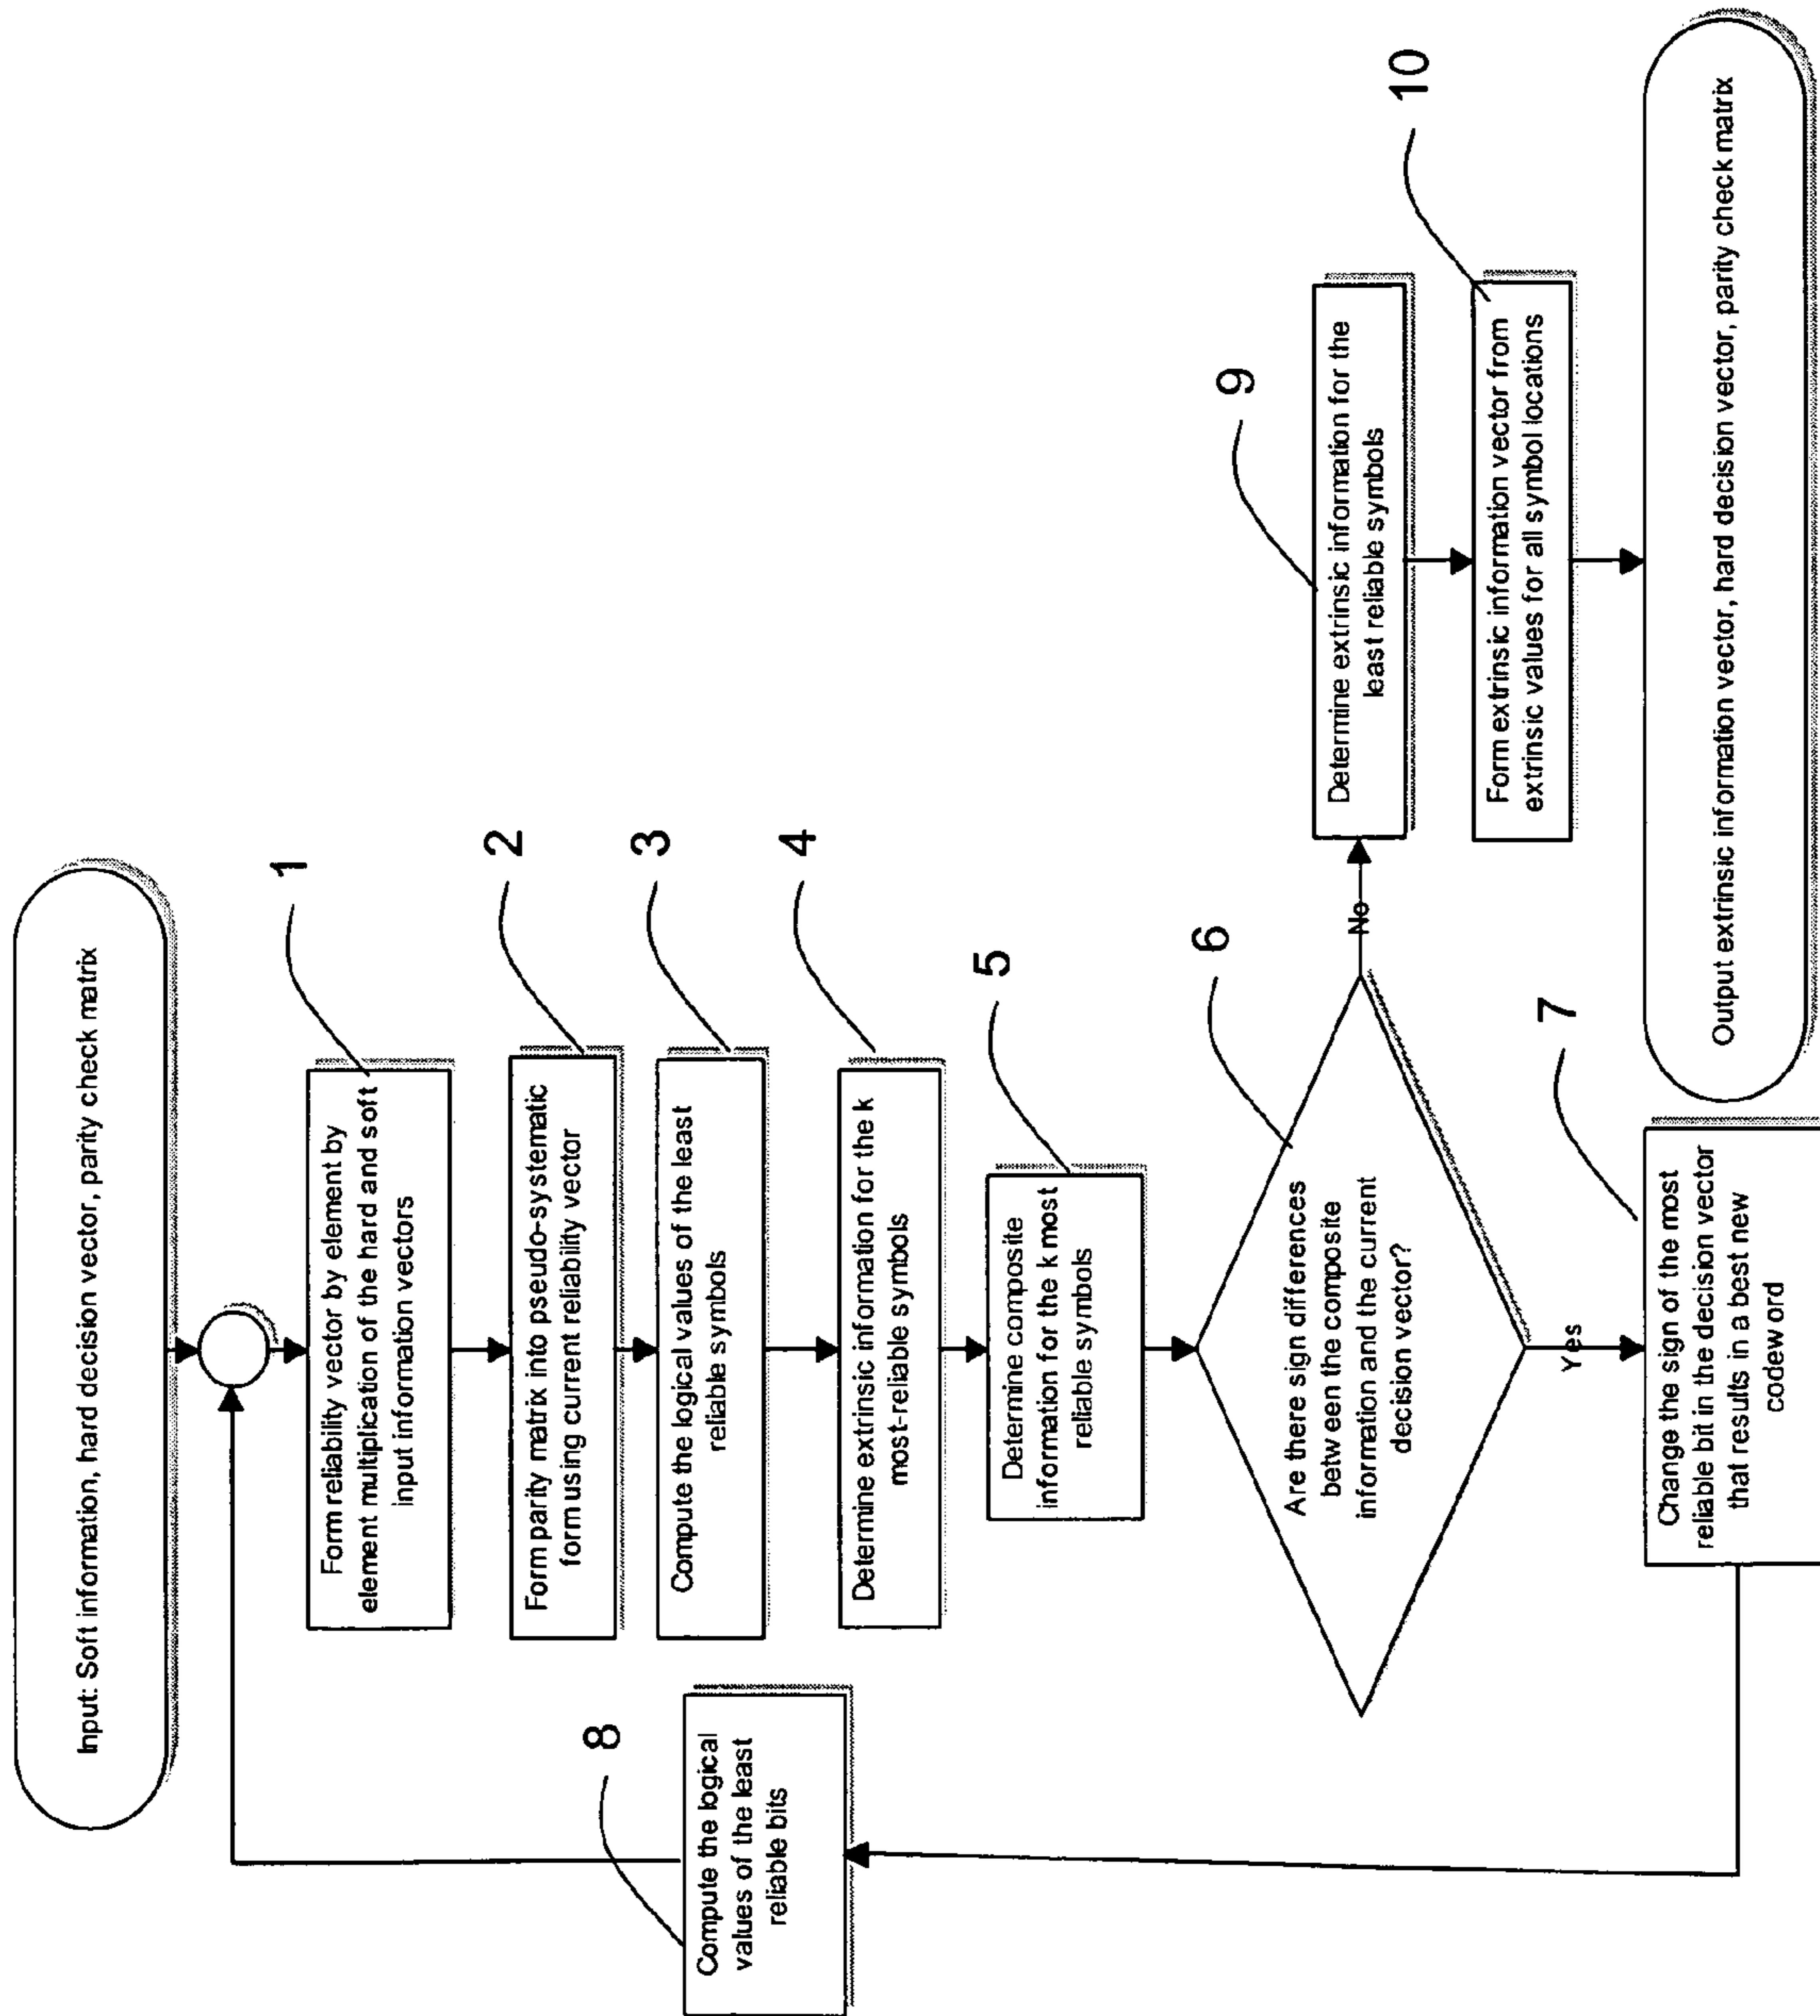 Input: Soft information, hard decision vector, parity check matrix
1
Form reliability vector by element by
element multiplication of the hard and soft
input information vectors
2
Form parity matrix into pseudo-systematic
form using current reliability vector
3
Compute the logical values of the least
reliable symbols
4
Determine extrinsic information for the k
most-reliable symbols
5
Determine composite
information for the k most
reliable symbols
6
Are there sign differences
between the composite
information and the current
decision vector?
No
Yes
7
Change the sign of the most
reliable bit in the decision vector
that results in a best new
codeword
8
Compute the logical
values of the least
reliable bits
9
Determine extrinsic information for the
least reliable symbols
10
Form extrinsic information vector from
extrinsic values for all symbol locations
Output extrinsic information vector, hard decision vector, parity check matrix